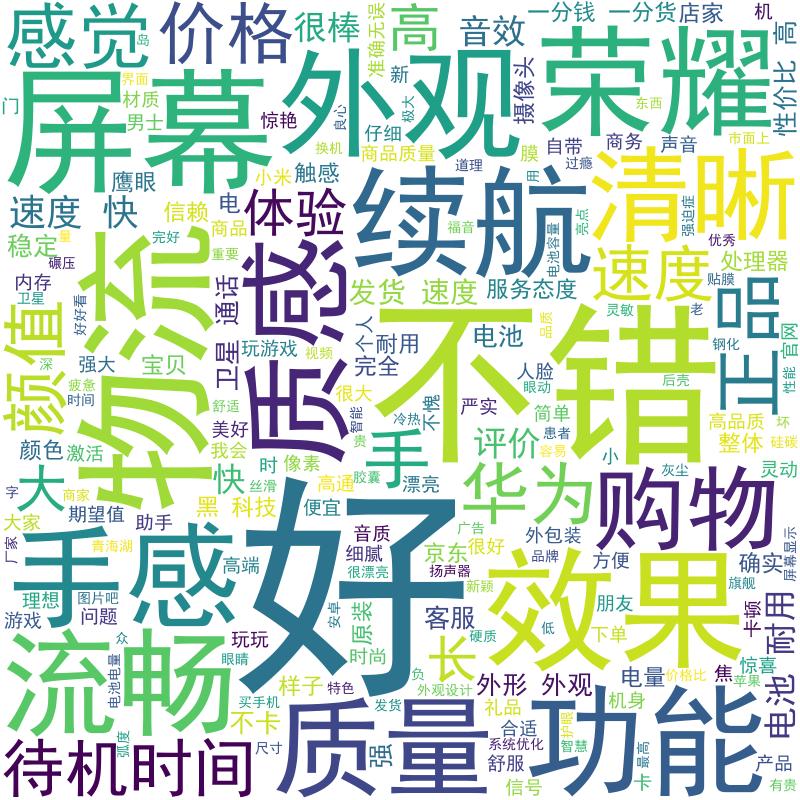 感觉
岛
价格
很棒
准确无误
高
音效
一分钱
一分货
店家
机
高
屏幕
外观
荣耀
界面
门
材质
男士
惊艳
换机
良心
新
极大
仔细
商品质量
摄像头
东西
自带
商务
声音
市面上
性价比
道理
膜
过瘾
用
鹰眼
小米
触感
速度 快
信赖
电
体验
续航
清晰
强迫症
稳定
量
完好
商品
重要
福音
亮点
电池容量
优秀
碾压
内存
卫星
好好看
物流
质感
速度
处理器
贴膜
发货 速度
服务态度
灵敏
老
正品
颜值
卫星 通话
个人
耐用
电池
不错
品质
钢化
官网
性能
深
强大
宝贝
玩游戏
视频
完全
人脸
眼动
后壳
疲惫
时间
舒适
美好
很大
智能
冷热
不愧
严实
简单
高品质
环
颜色
激活
我会
贵
手
评价
患者
容易
整体
硅碳
大
快
时
像素
丝滑
胶囊
漂亮
小
灰尘
灵动
字
商家
黑
科技
高通
便宜
华为
购物
大家
期望值
助手
音质
广告
外包装
厂家
青海湖
手感
高端
细腻
很漂亮
京东
扬声器
很好
品牌
方便
确实
屏幕显示
好
效果
理想
图片吧
游戏
问题
安卓
原装
新颖
客服
朋友
旗舰
卡顿
耐用
流畅
众
电池电量
玩玩
眼睛
时尚
硬质
低
下单
长
惊喜
样子
负
外形
外观
电量
价格比
焦
苹果
电池
买手机
特色
外观设计
礼品
机身
弧度
不卡
发货
合适
护眼
质量
功能
待机时间
尺寸
强
系统优化
舒服
智慧
最高
产品
信号
卡
有贵